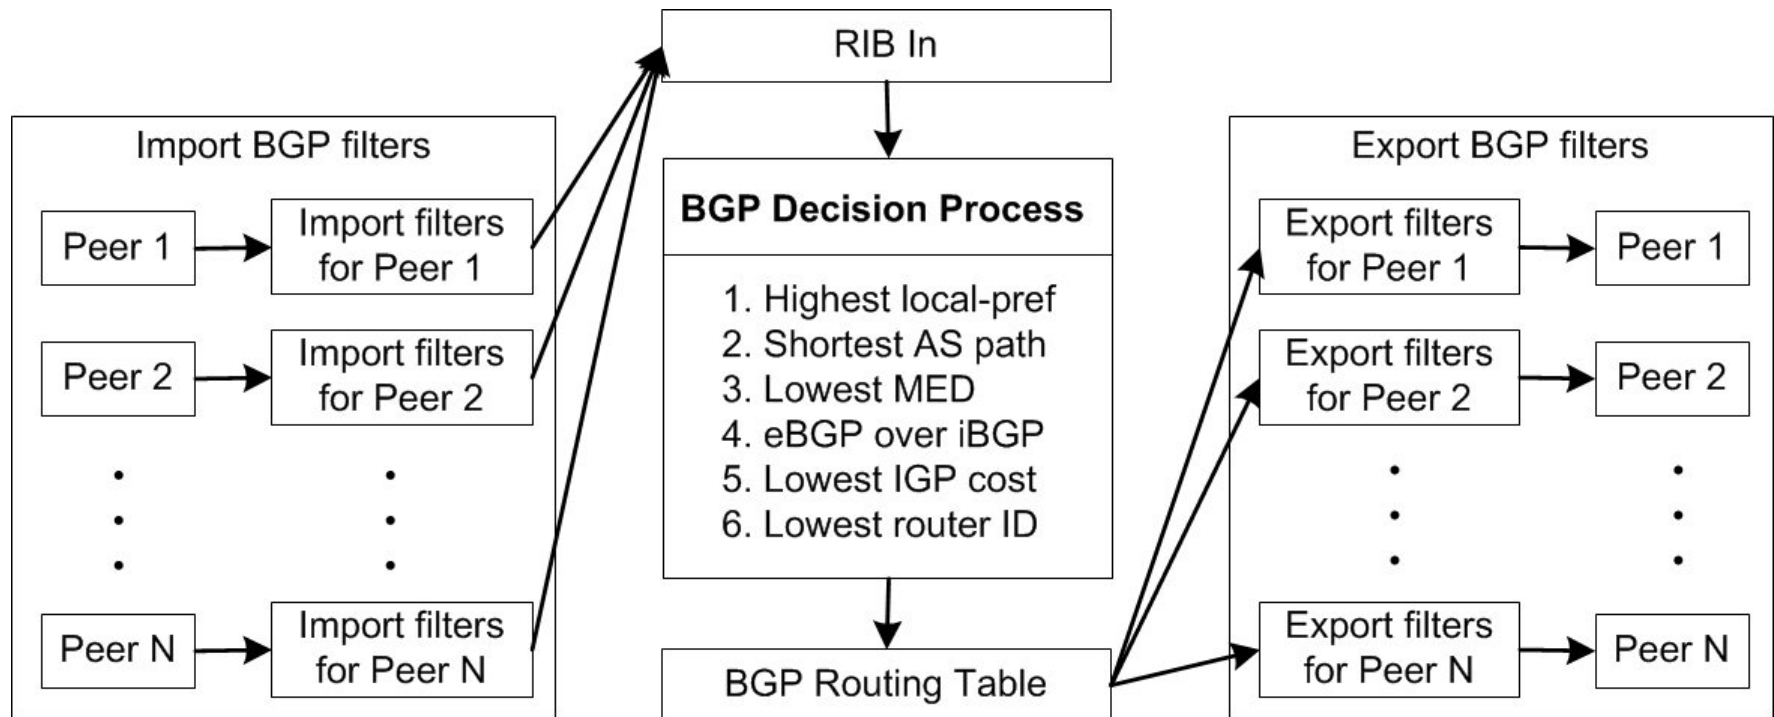 RIB In
Import BGP filters
Peer 1
Import filters
for Peer 1
Peer 2
Import filters
for Peer 2
Peer N
Import filters
for Peer N
BGP Decision Process
1. Highest local-pref
2. Shortest AS path
3. Lowest MED
4. eBGP over iBGP
5. Lowest IGP cost
6. Lowest router ID
BGP Routing Table
Export BGP filters
Export filters
for Peer 1
Peer 1
Export filters
for Peer 2
Peer 2
Export filters
for Peer N
Peer N